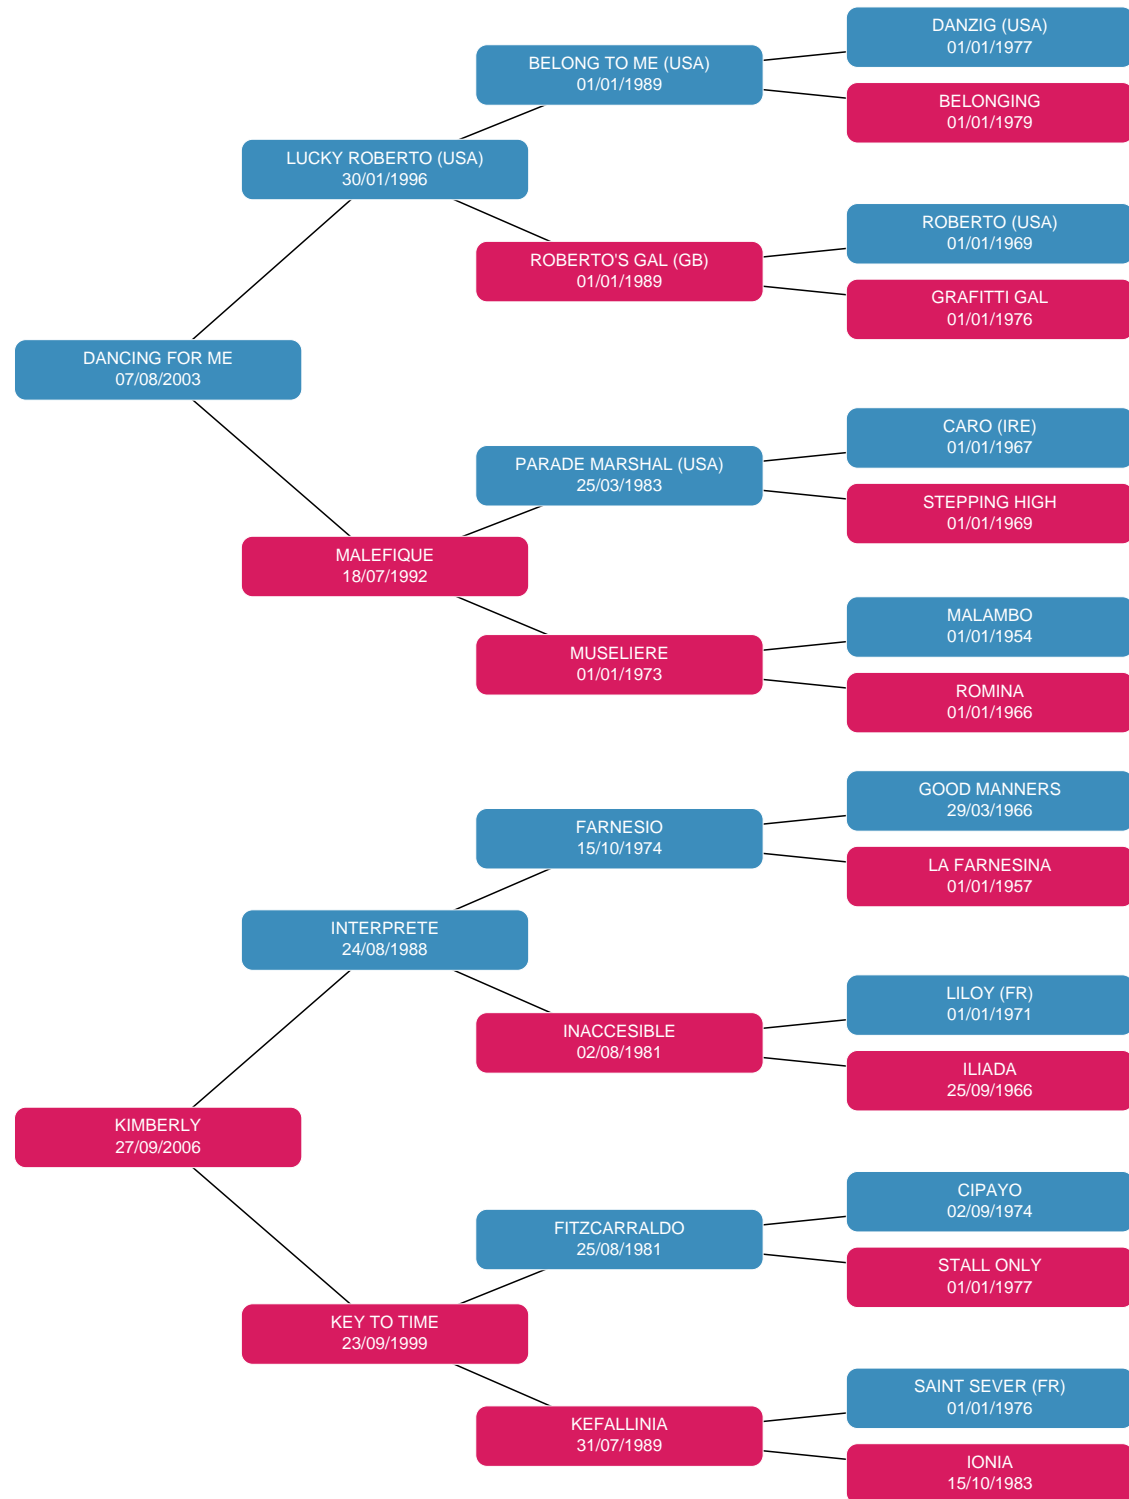 DANZIG (USA)
01/01/1977
BELONG TO ME (USA)
01/01/1989
BELONGING
01/01/1979
LUCKY ROBERTO (USA)
30/01/1996
ROBERTO (USA)
01/01/1969
ROBERTO'S GAL (GB)
01/01/1989
GRAFITTI GAL
01/01/1976
DANCING FOR ME
07/08/2003
CARO (IRE)
01/01/1967
PARADE MARSHAL (USA)
25/03/1983
STEPPING HIGH
01/01/1969
MALEFIQUE
18/07/1992
MALAMBO
01/01/1954
MUSELIERE
01/01/1973
ROMINA
01/01/1966
GOOD MANNERS
29/03/1966
FARNESIO
15/10/1974
LA FARNESINA
01/01/1957
INTERPRETE
24/08/1988
LILOY (FR)
01/01/1971
INACCESIBLE
02/08/1981
ILIADA
25/09/1966
KIMBERLY
27/09/2006
CIPAYO
02/09/1974
FITZCARRALDO
25/08/1981
STALL ONLY
01/01/1977
KEY TO TIME
23/09/1999
SAINT SEVER (FR)
01/01/1976
KEFALLINIA
31/07/1989
IONIA
15/10/1983